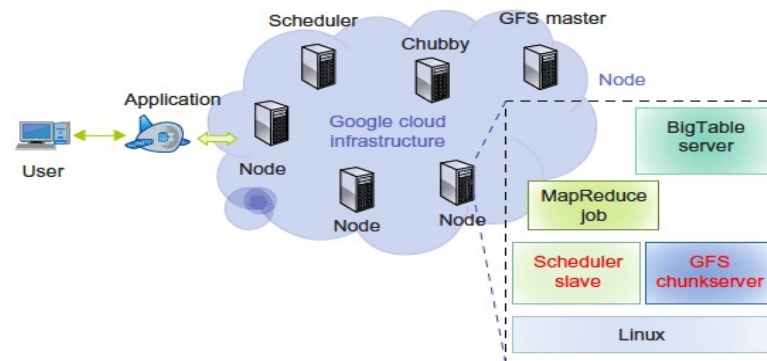 Scheduler
GFS master
Chubby
Node
Application
Google cloud
infrastructure
User
Node
Node
Node
BigTable
server
MapReduce
job
Scheduler
slave
GFS
chunkserver
Linux